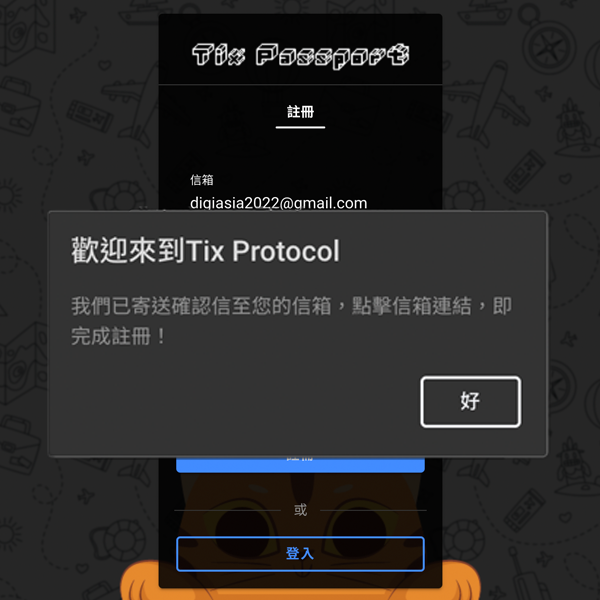 Tix Passport
註冊
信箱
diqiasia2022@gmail.com
歡迎來到Tix Protocol
我們已寄送確認信至您的信箱，點擊信箱連結，即
完成註冊！
好
或
登入